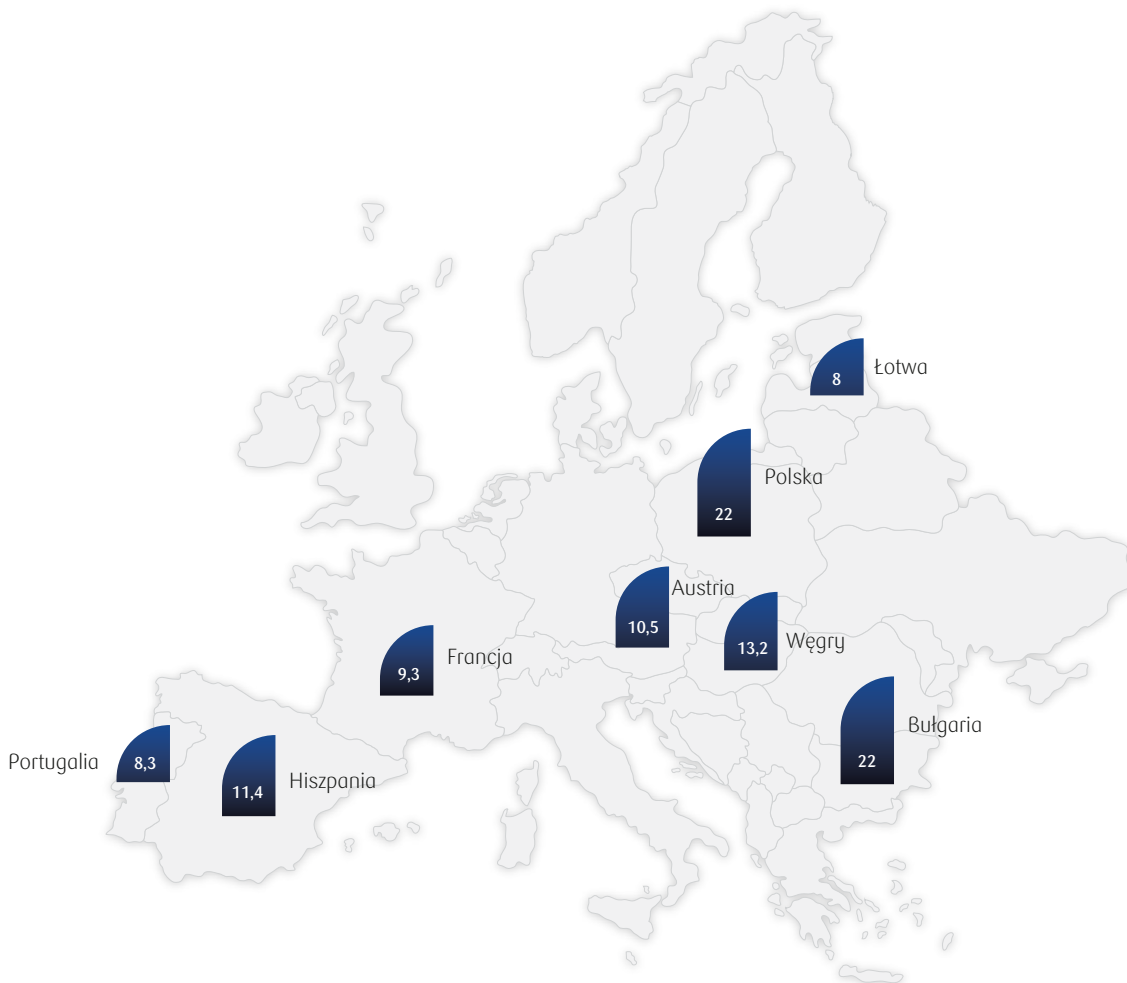 Łotwa
8
Polska
22
Austria
10,5
Węgry
13,2
Francja
9,3
Bułgaria
22
Portugalia
8,3
Hiszpania
11,4